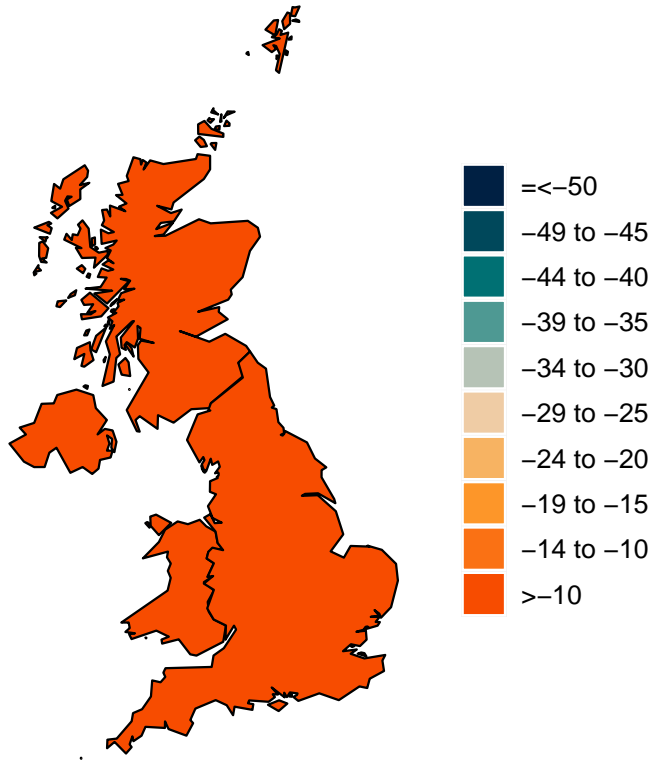 =<−50
−49 to −45
−44 to −40
−39 to −35
−34 to −30
−29 to −25
−24 to −20
−19 to −15
−14 to −10
>−10